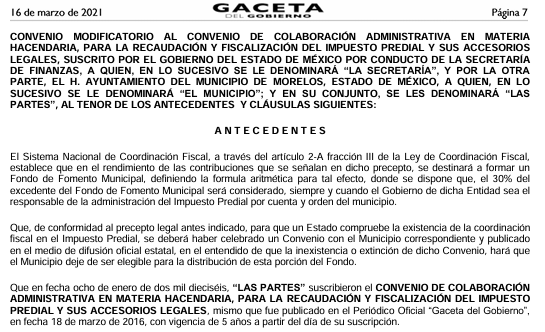 16 de marzo de 2021
GACETA
DEL GOBIERNO
Página 7
CONVENIO MODIFICATORIO AL CONVENIO DE COLABORACIÓN ADMINISTRATIVA EN MATERIA
HACENDARIA, PARA LA RECAUDACIÓN Y FISCALIZACIÓN DEL IMPUESTO PREDIAL Y SUS ACCESORIOS
LEGALES, SUSCRITO POR EL GOBIERNO DEL ESTADO DE MÉXICO POR CONDUCTO DE LA SECRETARÍA
DE FINANZAS, A QUIEN, EN LO SUCESIVO SE LE DENOMINARÁ “LA SECRETARÍA”, Y POR LA OTRA
PARTE, EL H. AYUNTAMIENTO DEL MUNICIPIO DE MORELOS, ESTADO DE MÉXICO, A QUIEN, EN LO
SUCESIVO SE LE DENOMINARÁ “EL MUNICIPIO”; Y EN SU CONJUNTO, SE LES DENOMINARÁ “LAS
PARTES”, AL TENOR DE LOS ANTECEDENTES Y CLÁUSULAS SIGUIENTES:
A N T E C E D E N T E S
El Sistema Nacional de Coordinación Fiscal, a través del artículo 2-A fracción III de la Ley de Coordinación Fiscal,
establece que en el rendimiento de las contribuciones que se señalan en dicho precepto, se destinará a formar un
Fondo de Fomento Municipal, definiendo la formula aritmética para tal efecto, donde se dispone que, el 30% del
excedente del Fondo de Fomento Municipal será considerado, siempre y cuando el Gobierno de dicha Entidad sea el
responsable de la administración del Impuesto Predial por cuenta y orden del municipio.
Que, de conformidad al precepto legal antes indicado, para que un Estado compruebe la existencia de la coordinación
fiscal en el Impuesto Predial, se deberá haber celebrado un Convenio con el Municipio correspondiente y publicado
en el medio de difusión oficial estatal, en el entendido de que la inexistencia o extinción de dicho Convenio, hará que
el Municipio deje de ser elegible para la distribución de esta porción del Fondo.
Que en fecha ocho de enero de dos mil dieciséis, “LAS PARTES” suscribieron el CONVENIO DE COLABORACIÓN
ADMINISTRATIVA EN MATERIA HACENDARIA, PARA LA RECAUDACIÓN Y FISCALIZACIÓN DEL IMPUESTO
PREDIAL Y SUS ACCESORIOS LEGALES, mismo que fue publicado en el Periódico Oficial “Gaceta del Gobierno”,
en fecha 18 de marzo de 2016, con vigencia de 5 años a partir del día de su suscripción.